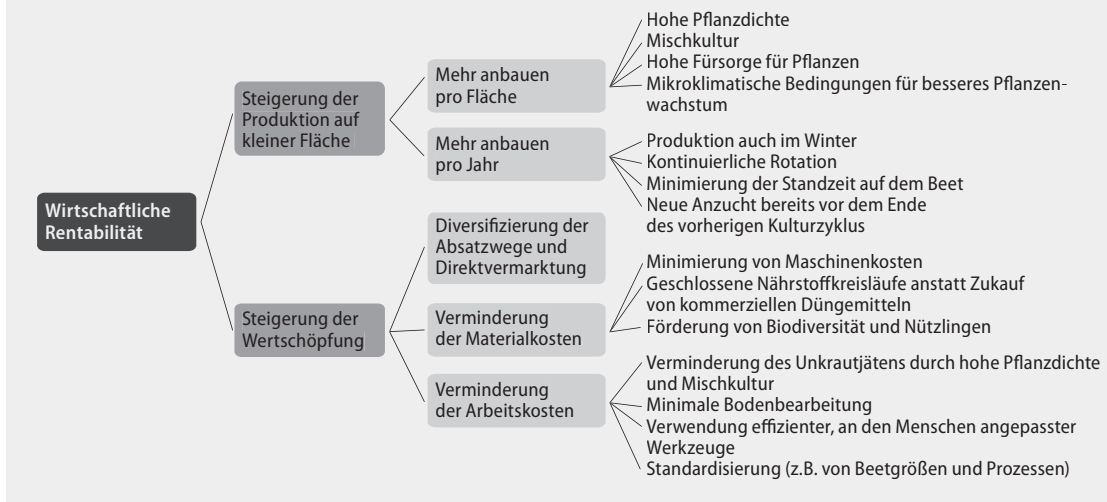 Wirtschaftliche
Rentabilität
Steigerung der
Produktion auf
kleiner Fläche
Mehr anbauen
pro Fläche
Hohe Pflanzdichte
Mischkultur
Hohe Fürsorge für Pflanzen
Mikroklimatische Bedingungen für besseres Pflanzen-
wachstum
Mehr anbauen
pro Jahr
Produktion auch im Winter
Kontinuierliche Rotation
Minimierung der Standzeit auf dem Beet
Neue Anzucht bereits vor dem Ende
des vorherigen Kulturzyklus
Steigerung der
Wertschöpfung
Diversifizierung der
Absatzwege und
Direktvermarktung
Verminderung
der Materialkosten
Minimierung von Maschinenkosten
Geschlossene Nährstoffkreisläufe anstatt Zukauf
von kommerziellen Düngemitteln
Förderung von Biodiversität und Nützlingen
Verminderung
der Arbeitskosten
Verminderung des Unkrautjätens durch hohe Pflanzdichte
und Mischkultur
Minimale Bodenbearbeitung
Verwendung effizienter, an den Menschen angepasster
Werkzeuge
Standardisierung (z.B. von Beetgrößen und Prozessen)